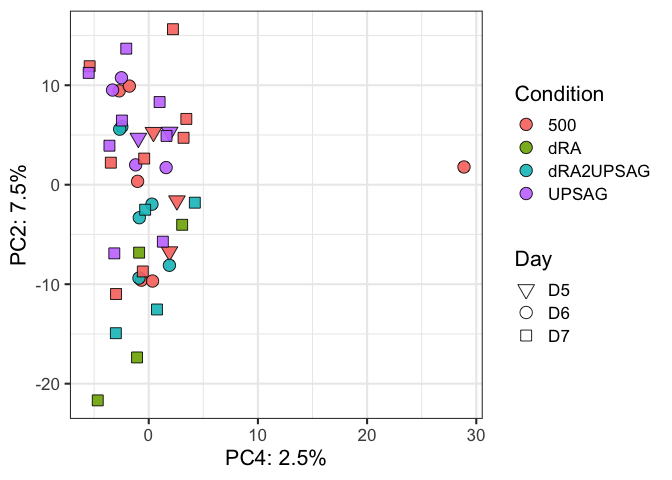 PC2: 7.5%
10
0
-10
-20
0
10
20
30
PC4: 2.5%
Condition
500
dRA
dRA2UPSAG
UPSAG
Day
D5
D6
D7